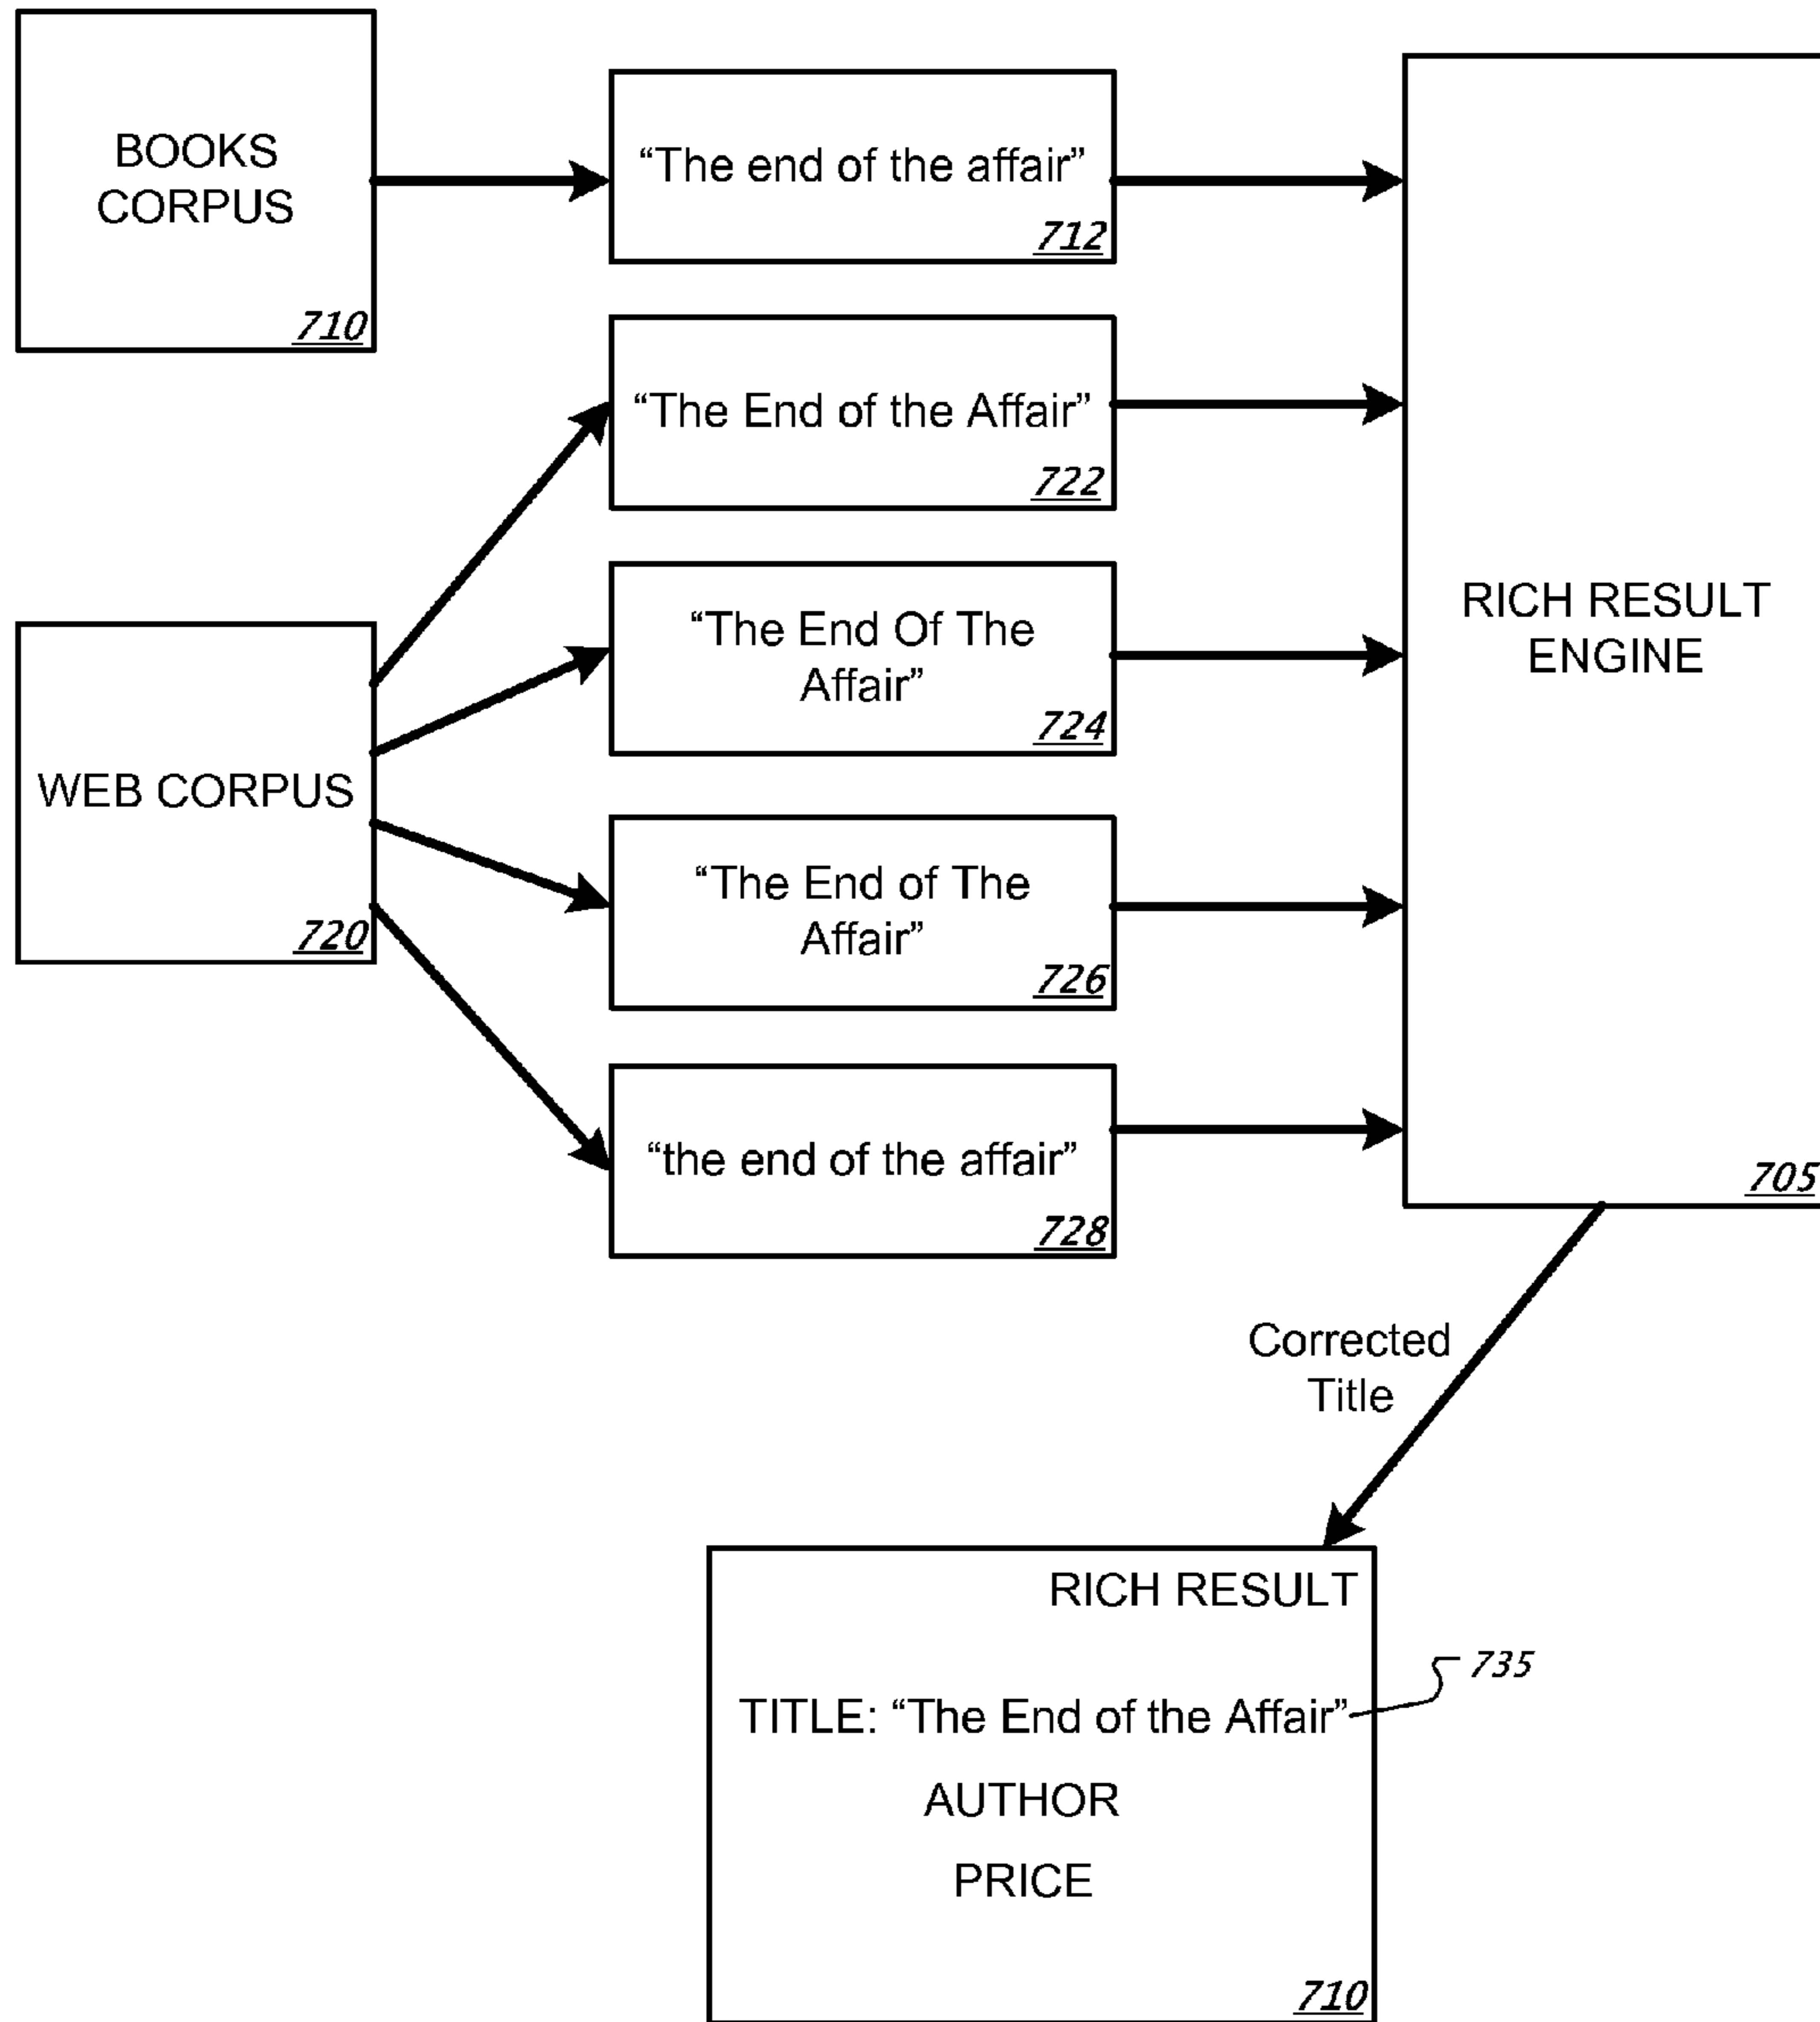 BOOKS
CORPUS
710
“The end of the affair”
712
“The End of the Affair”
722
“The End Of The
Affair”
724
WEB CORPUS
720
“The End of The
Affair”
726
“the end of the affair”
728
RICH RESULT
ENGINE
705
Corrected
Title
RICH RESULT
735
TITLE: “The End of the Affair”
AUTHOR
PRICE
710